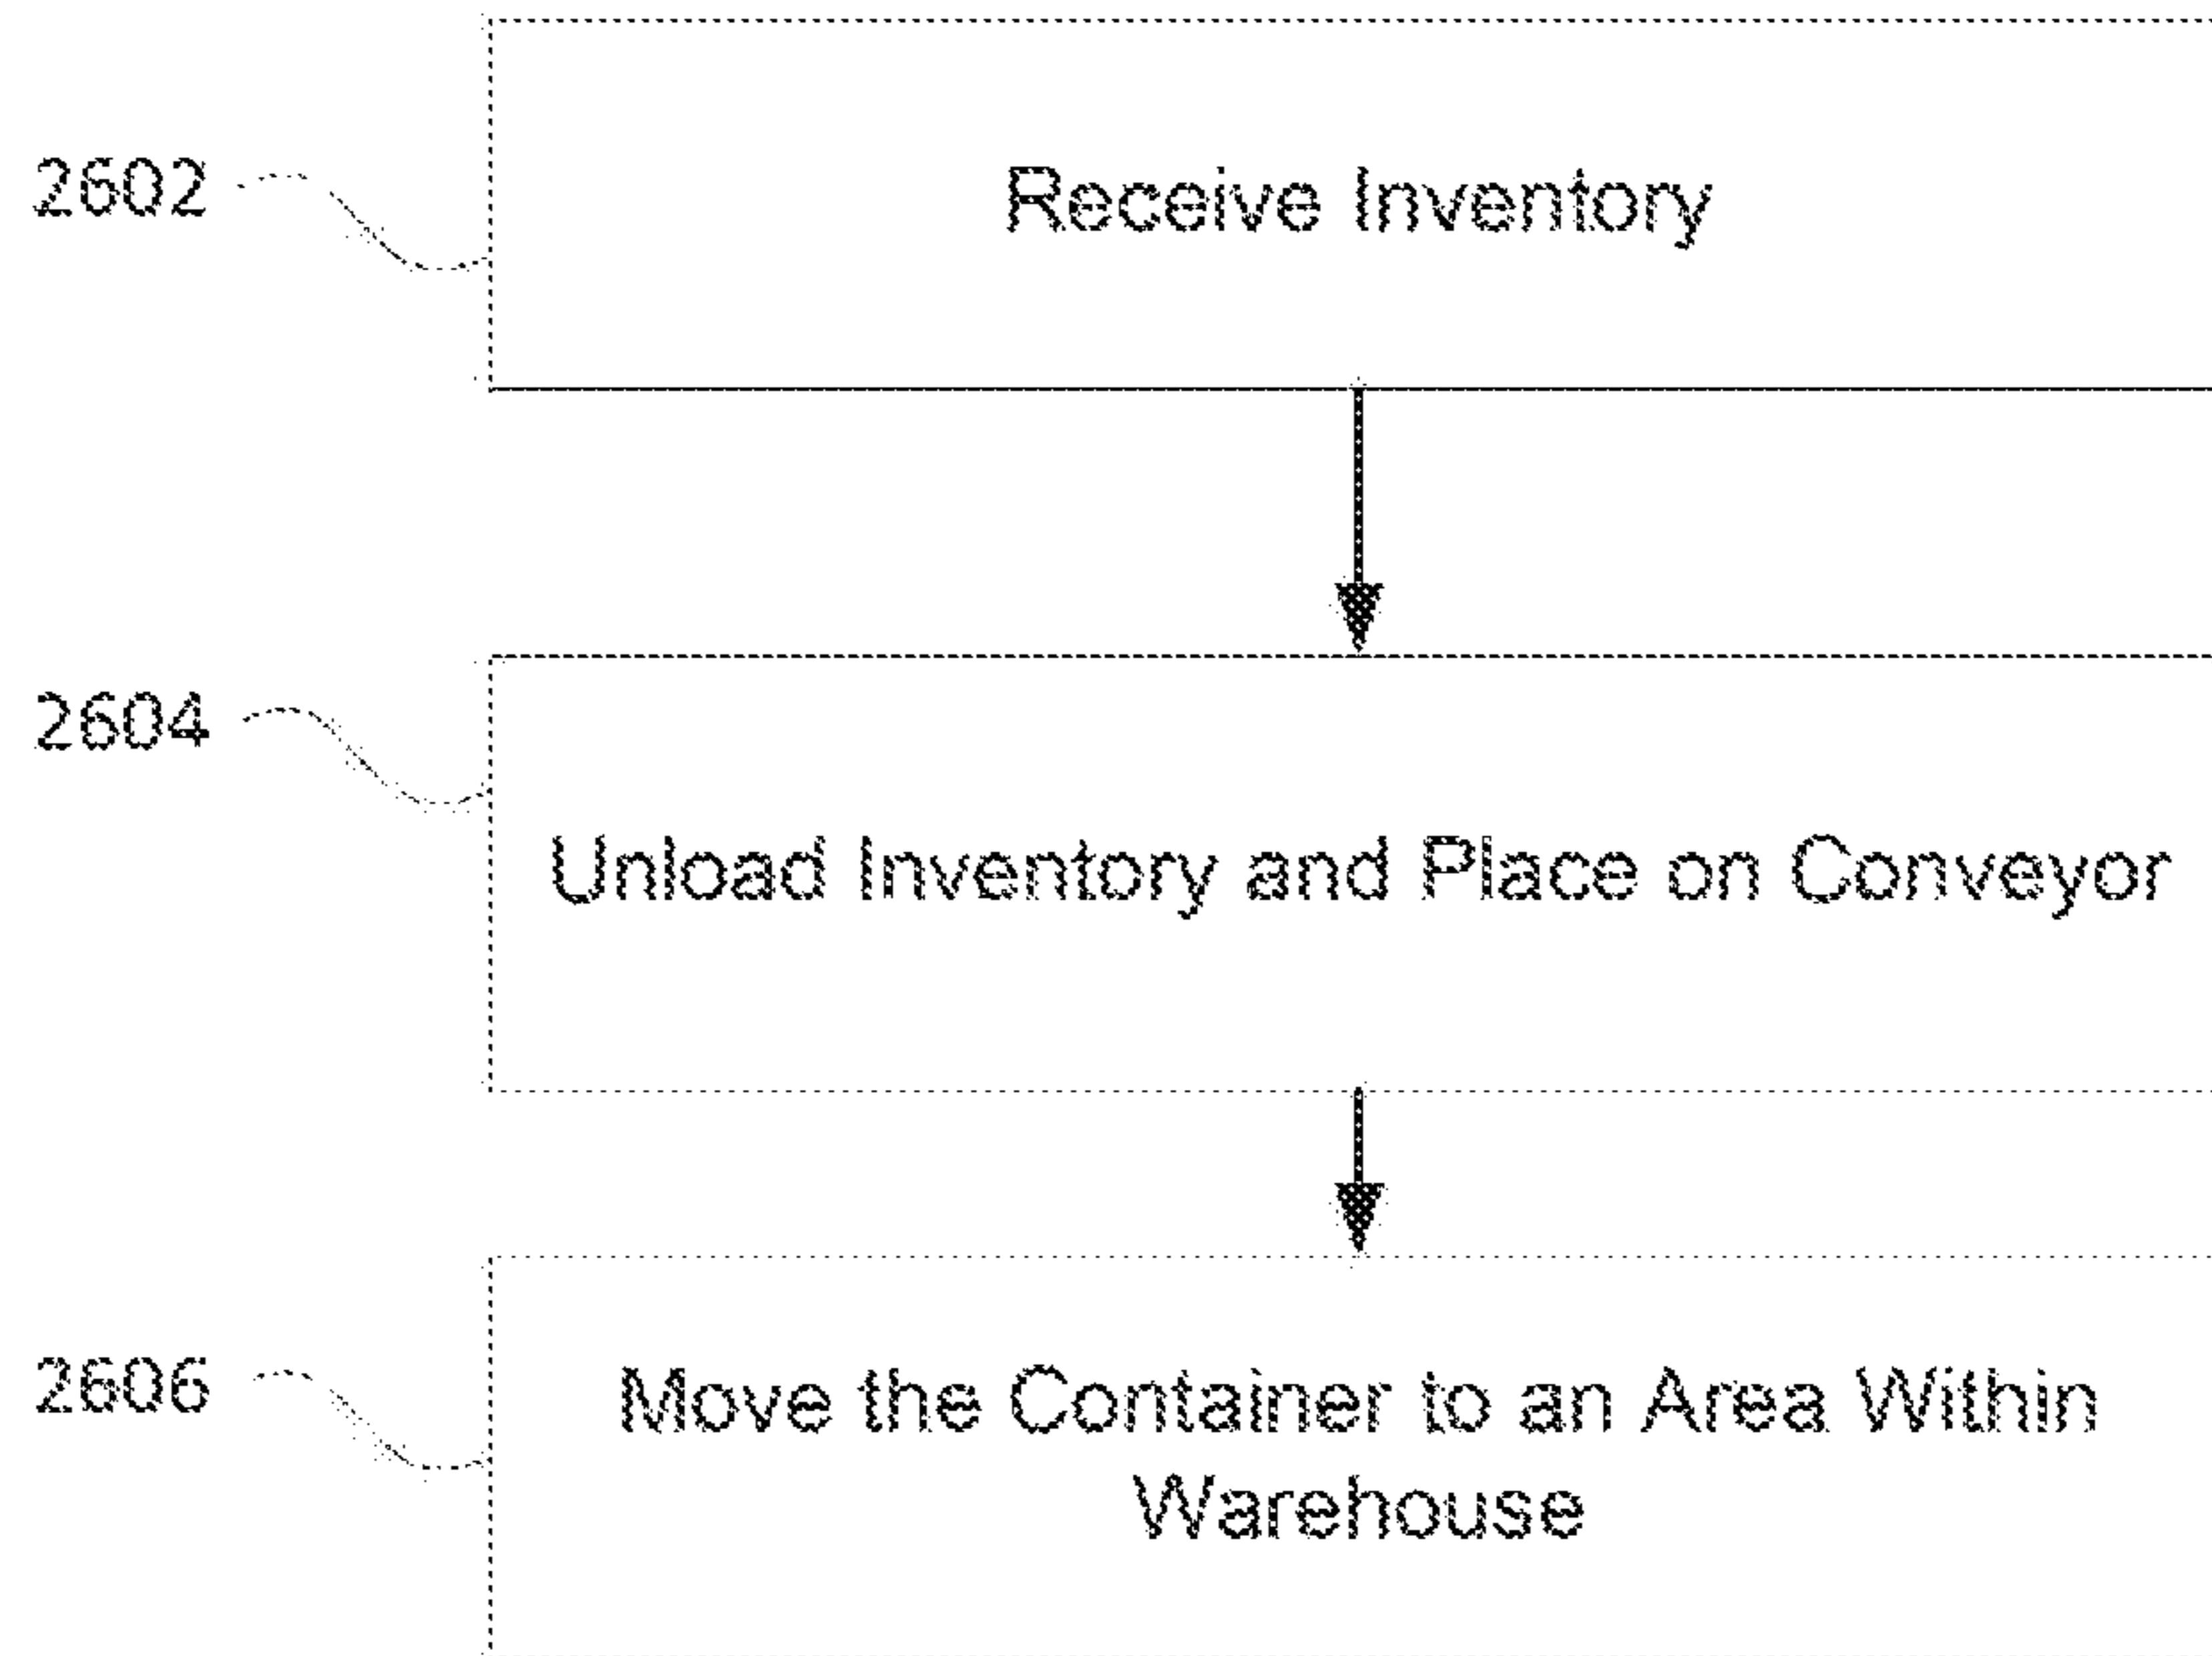 2602
Receive Inventory
2604
Unload Inventory and Place on Conveyor
2606
Move the Container to an Area Within
Warehouse